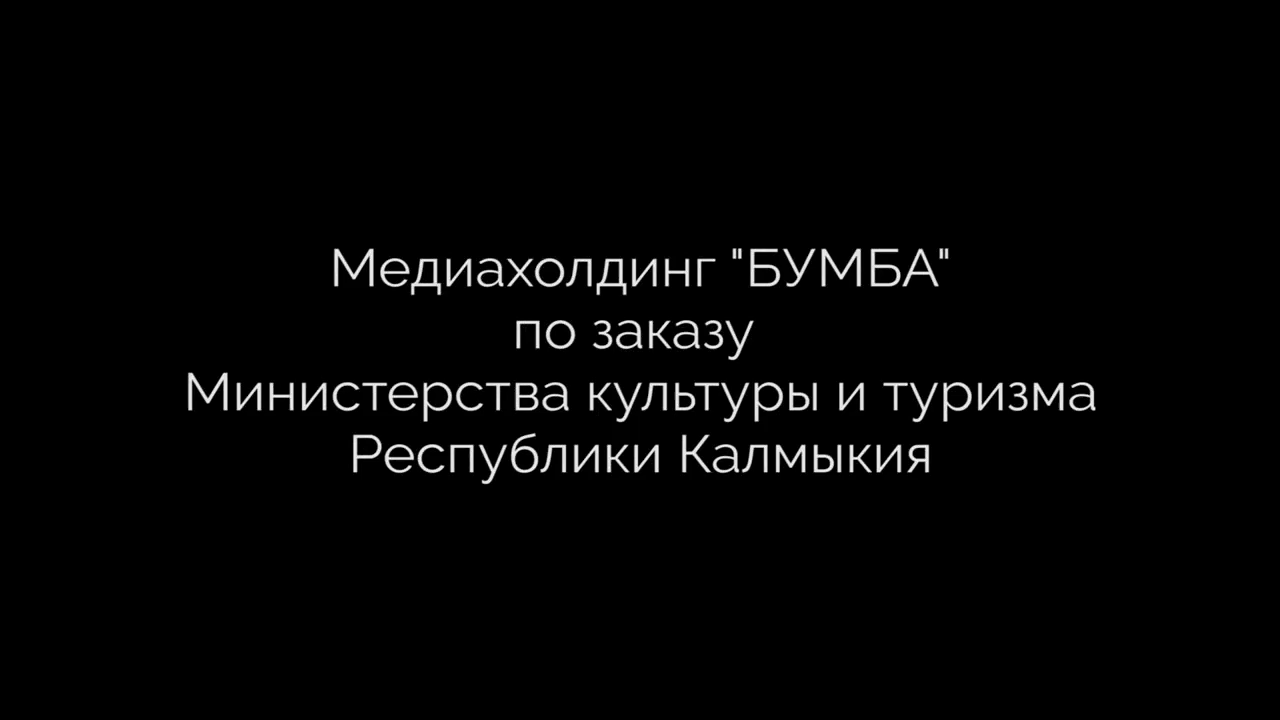 Медиахолдинг "БУМБА"
по заказу
Министерства культуры и туризма
Республики Калмыкия